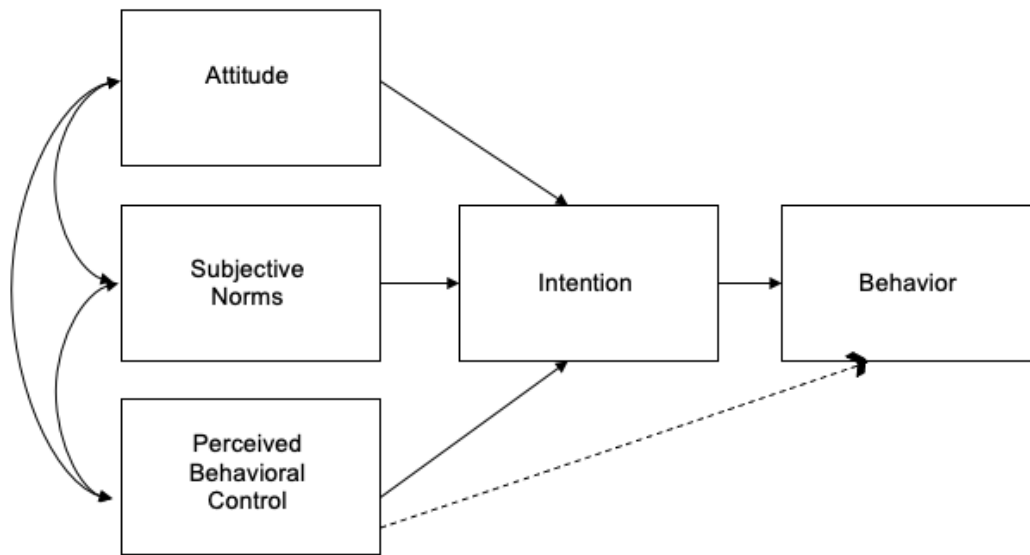 Attitude
Subjective
Norms
Intention
Behavior
Perceived
Behavioral
Control